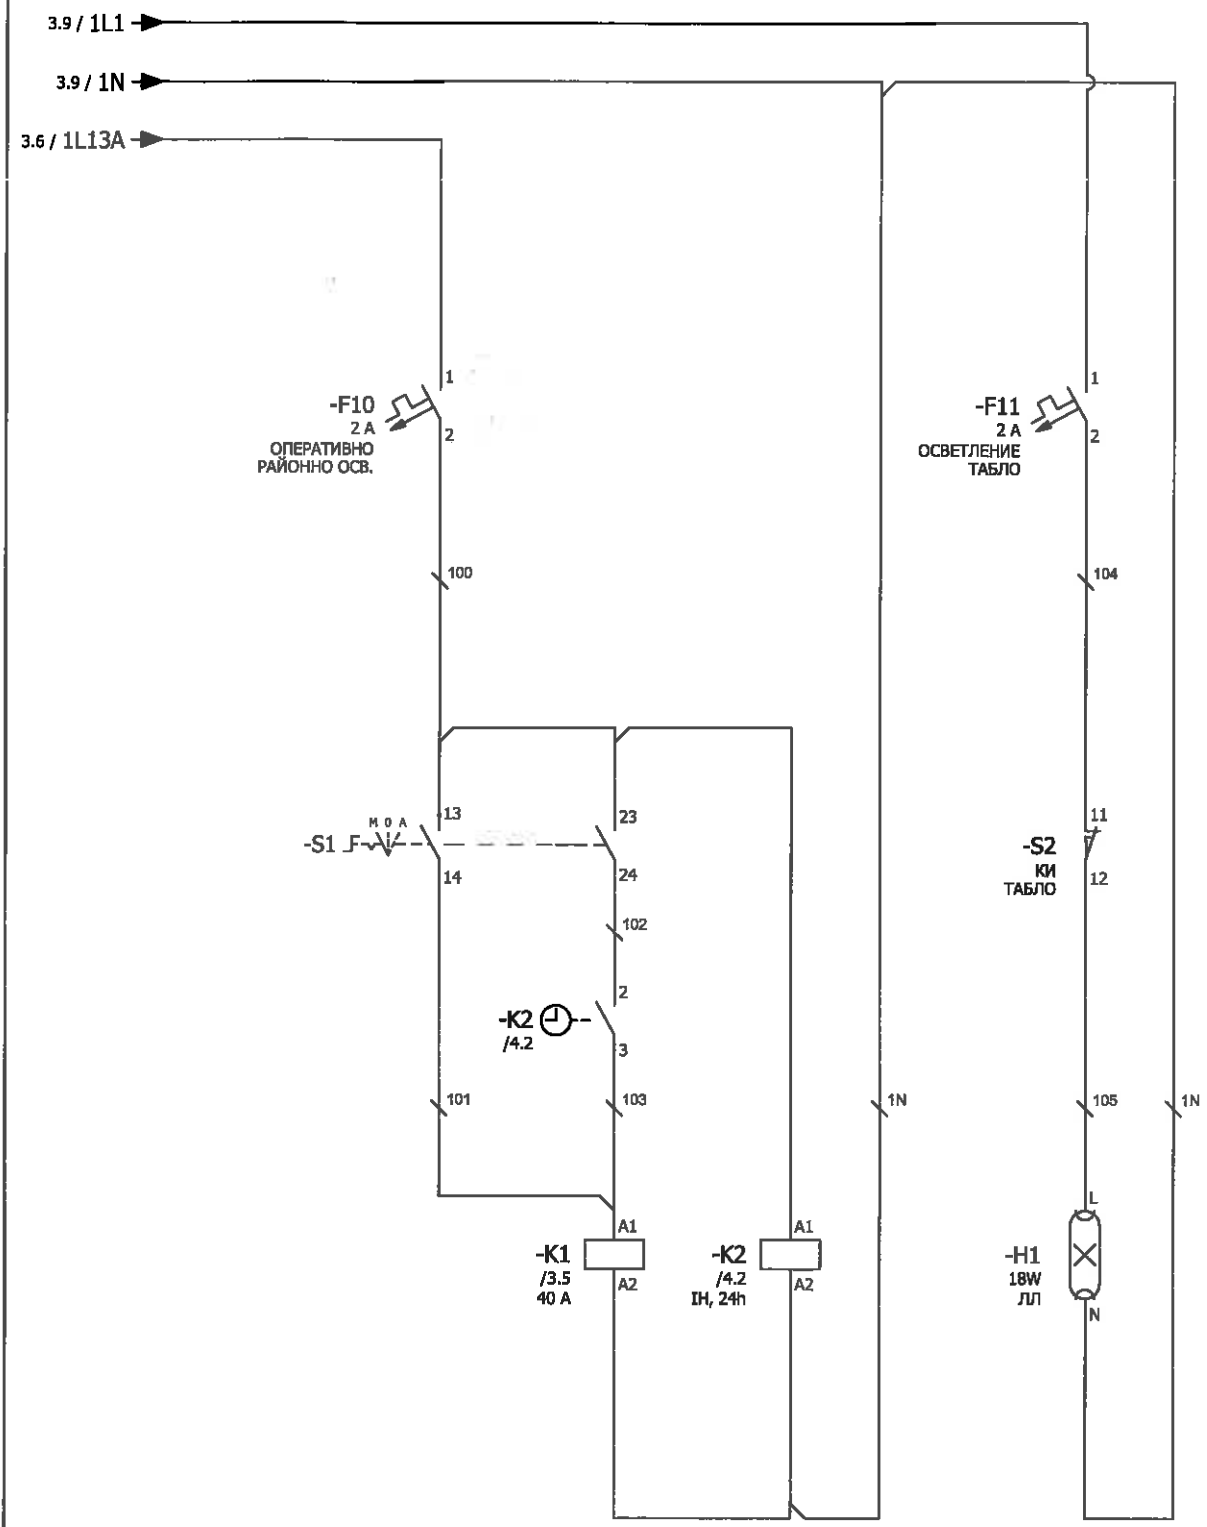 3.9 / 1L1
3.9 / 1N
3.6 / 1L13A
1
-F10
2 A
2
ОПЕРАТИВНО
РАЙОННО ОСВ.
1
-F11
2 A
2
ОСВЕТЛЕНИЕ
ТАБЛО
100
104
13
23
11
M 0 A
-S1
14
24
-S2
КИ
ТАБЛО
12
102
2
-K2
/4.2
3
101
103
1N
105
1N
L
A1
A1
-K1
/3.5
40 A
A2
-K2
/4.2
IH, 24h
A2
-H1
18W
ЛЛ
N